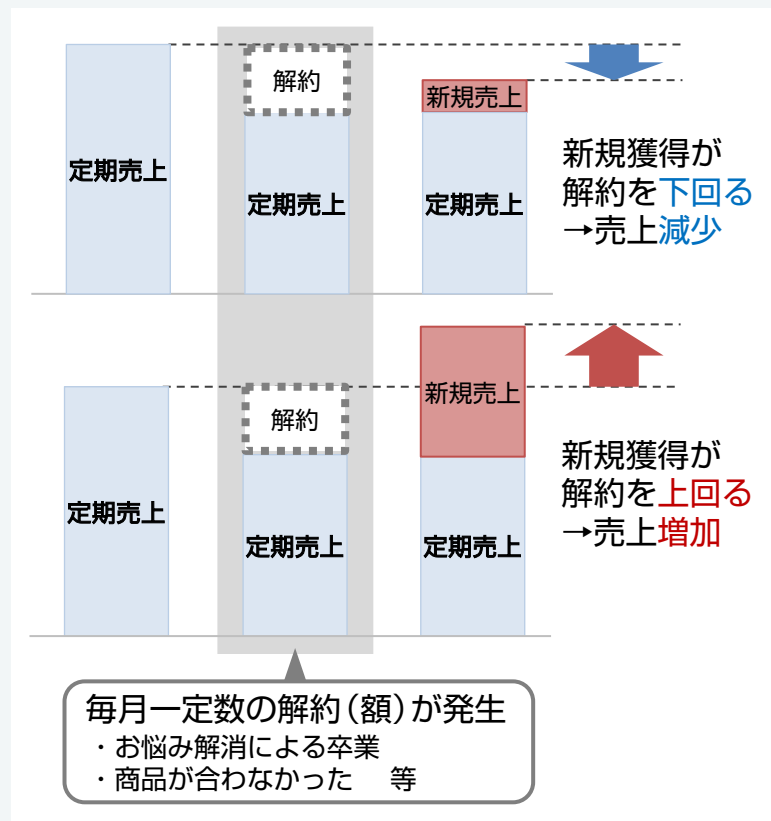 定期売上
解約
定期売上
新規売上
定期売上
新規獲得が
解約を下回る
→売上減少
定期売上
解約
定期売上
新規売上
定期売上
新規獲得が
解約を上回る
→売上増加
毎月一定数の解約(額)が発生
・お悩み解消による卒業
・商品が合わなかった　等